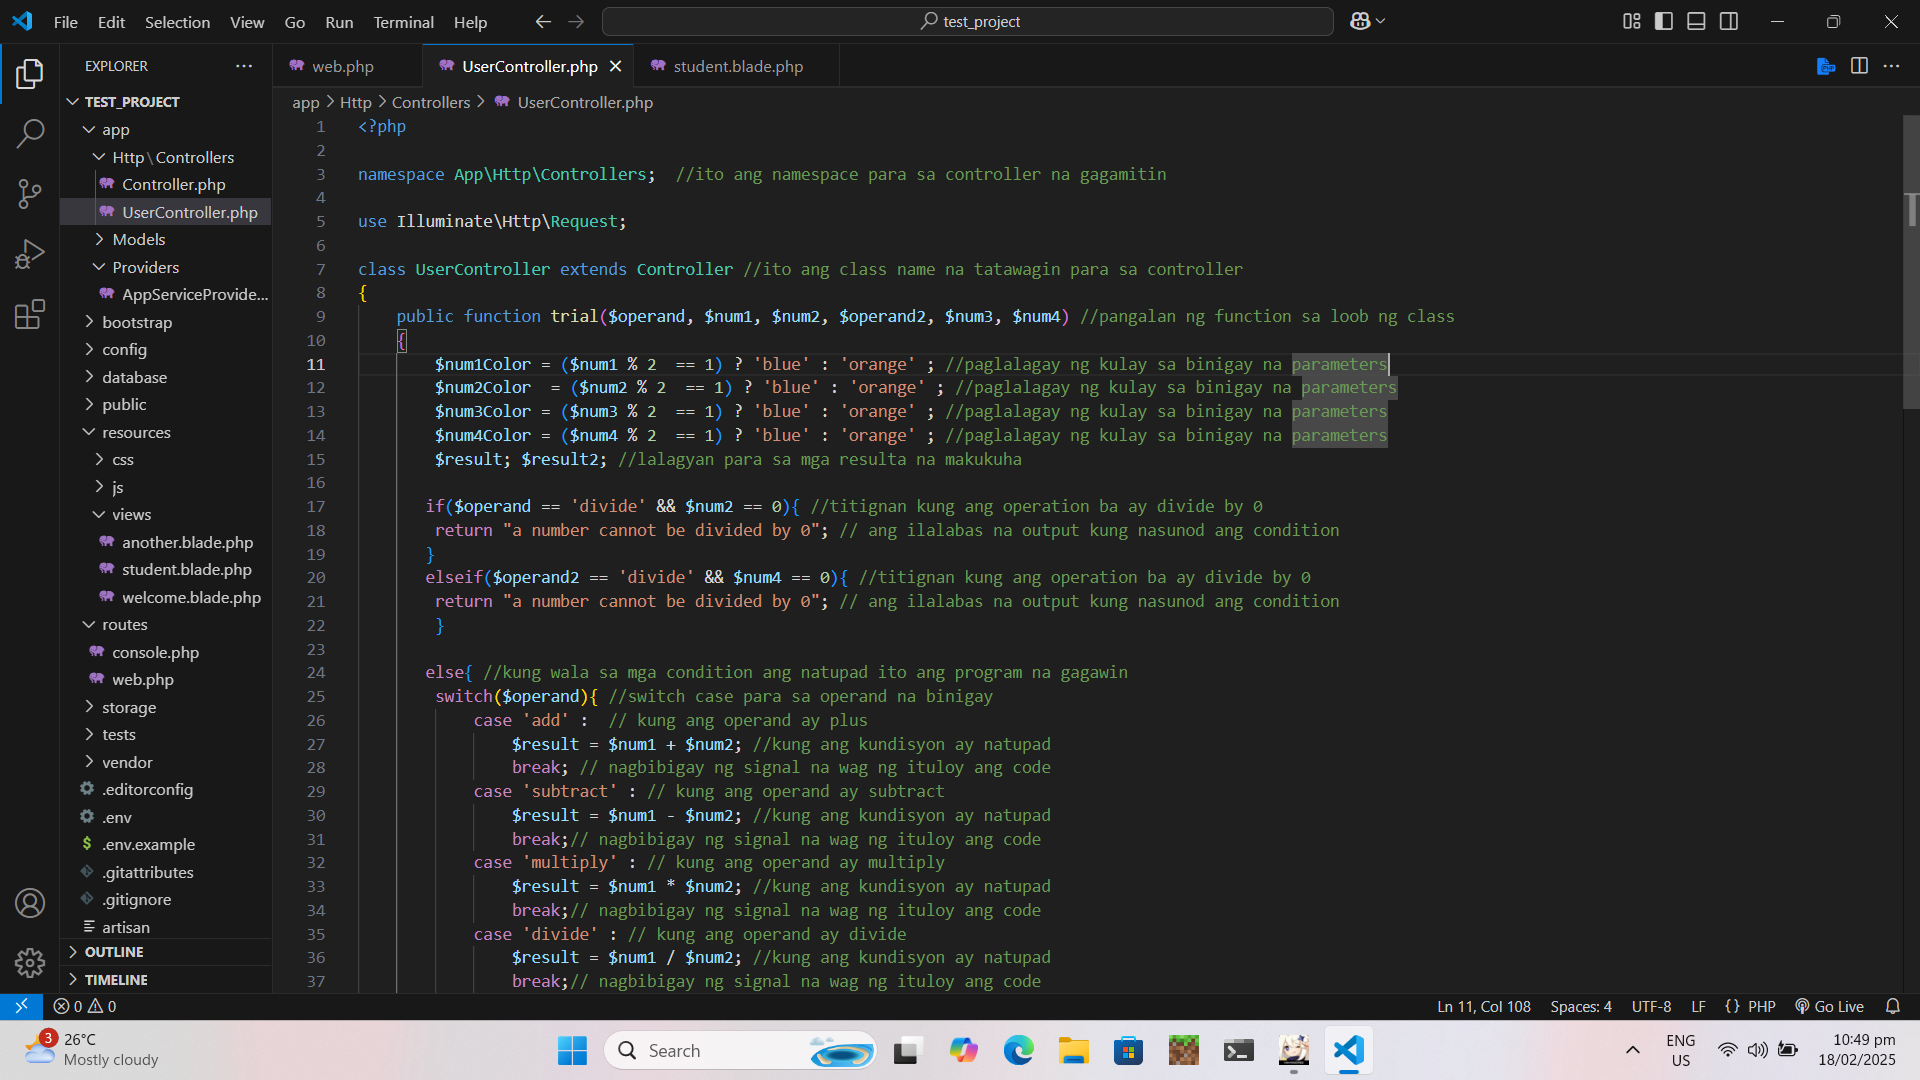 File Edit Selection View Go Run Terminal Help
test_project
EXPLORER
web.php
UserController.php
student.blade.php
TEST_PROJECT
app
Http\Controllers
Controller.php
UserController.php
Models
Providers
AppServiceProvide...
bootstrap
config
database
public
resources
css
js
views
another.blade.php
student.blade.php
welcome.blade.php
routes
console.php
web.php
storage
tests
vendor
.editorconfig
.env
.env.example
.gitattributes
.gitignore
artisan
OUTLINE
TIMELINE
app > Http > Controllers > UserController.php
1 <?php
2
3 namespace App\Http\Controllers;  //ito ang namespace para sa controller na gagamitin
4
5 use Illuminate\Http\Request;
6
7 class UserController extends Controller //ito ang class name na tatawagin para sa controller
8 {
9     public function trial($operand, $num1, $num2, $operand2, $num3, $num4) //pangalan ng function sa loob ng class
10     {
11         $num1Color = ($num1 % 2  == 1) ? 'blue' : 'orange' ; //paglalagay ng kulay sa binigay na parameters
12         $num2Color  = ($num2 % 2  == 1) ? 'blue' : 'orange' ; //paglalagay ng kulay sa binigay na parameters
13         $num3Color = ($num3 % 2  == 1) ? 'blue' : 'orange' ; //paglalagay ng kulay sa binigay na parameters
14         $num4Color = ($num4 % 2  == 1) ? 'blue' : 'orange' ; //paglalagay ng kulay sa binigay na parameters
15         $result; $result2; //lalagyan para sa mga resulta na makukuha
16
17        if($operand == 'divide' && $num2 == 0){ //titignan kung ang operation ba ay divide by 0
18         return "a number cannot be divided by 0"; // ang ilalabas na output kung nasunod ang condition
19        }
20        elseif($operand2 == 'divide' && $num4 == 0){ //titignan kung ang operation ba ay divide by 0
21         return "a number cannot be divided by 0"; // ang ilalabas na output kung nasunod ang condition
22         }
23
24        else{ //kung wala sa mga condition ang natupad ito ang program na gagawin
25         switch($operand){ //switch case para sa operand na binigay
26             case 'add' :  // kung ang operand ay plus
27                 $result = $num1 + $num2; //kung ang kundisyon ay natupad
28                 break; // nagbibigay ng signal na wag ng ituloy ang code
29             case 'subtract' : // kung ang operand ay subtract
30                 $result = $num1 - $num2; //kung ang kundisyon ay natupad
31                 break;// nagbibigay ng signal na wag ng ituloy ang code
32             case 'multiply' : // kung ang operand ay multiply
33                 $result = $num1 * $num2; //kung ang kundisyon ay natupad
34                 break;// nagbibigay ng signal na wag ng ituloy ang code
35             case 'divide' : // kung ang operand ay divide
36                 $result = $num1 / $num2; //kung ang kundisyon ay natupad
37                 break;// nagbibigay ng signal na wag ng ituloy ang code
0 0 Ln 11, Col 108 Spaces: 4 UTF-8 LF {} PHP Go Live
3 26°C
Mostly cloudy
Search
ENG
US
10:49 pm
18/02/2025